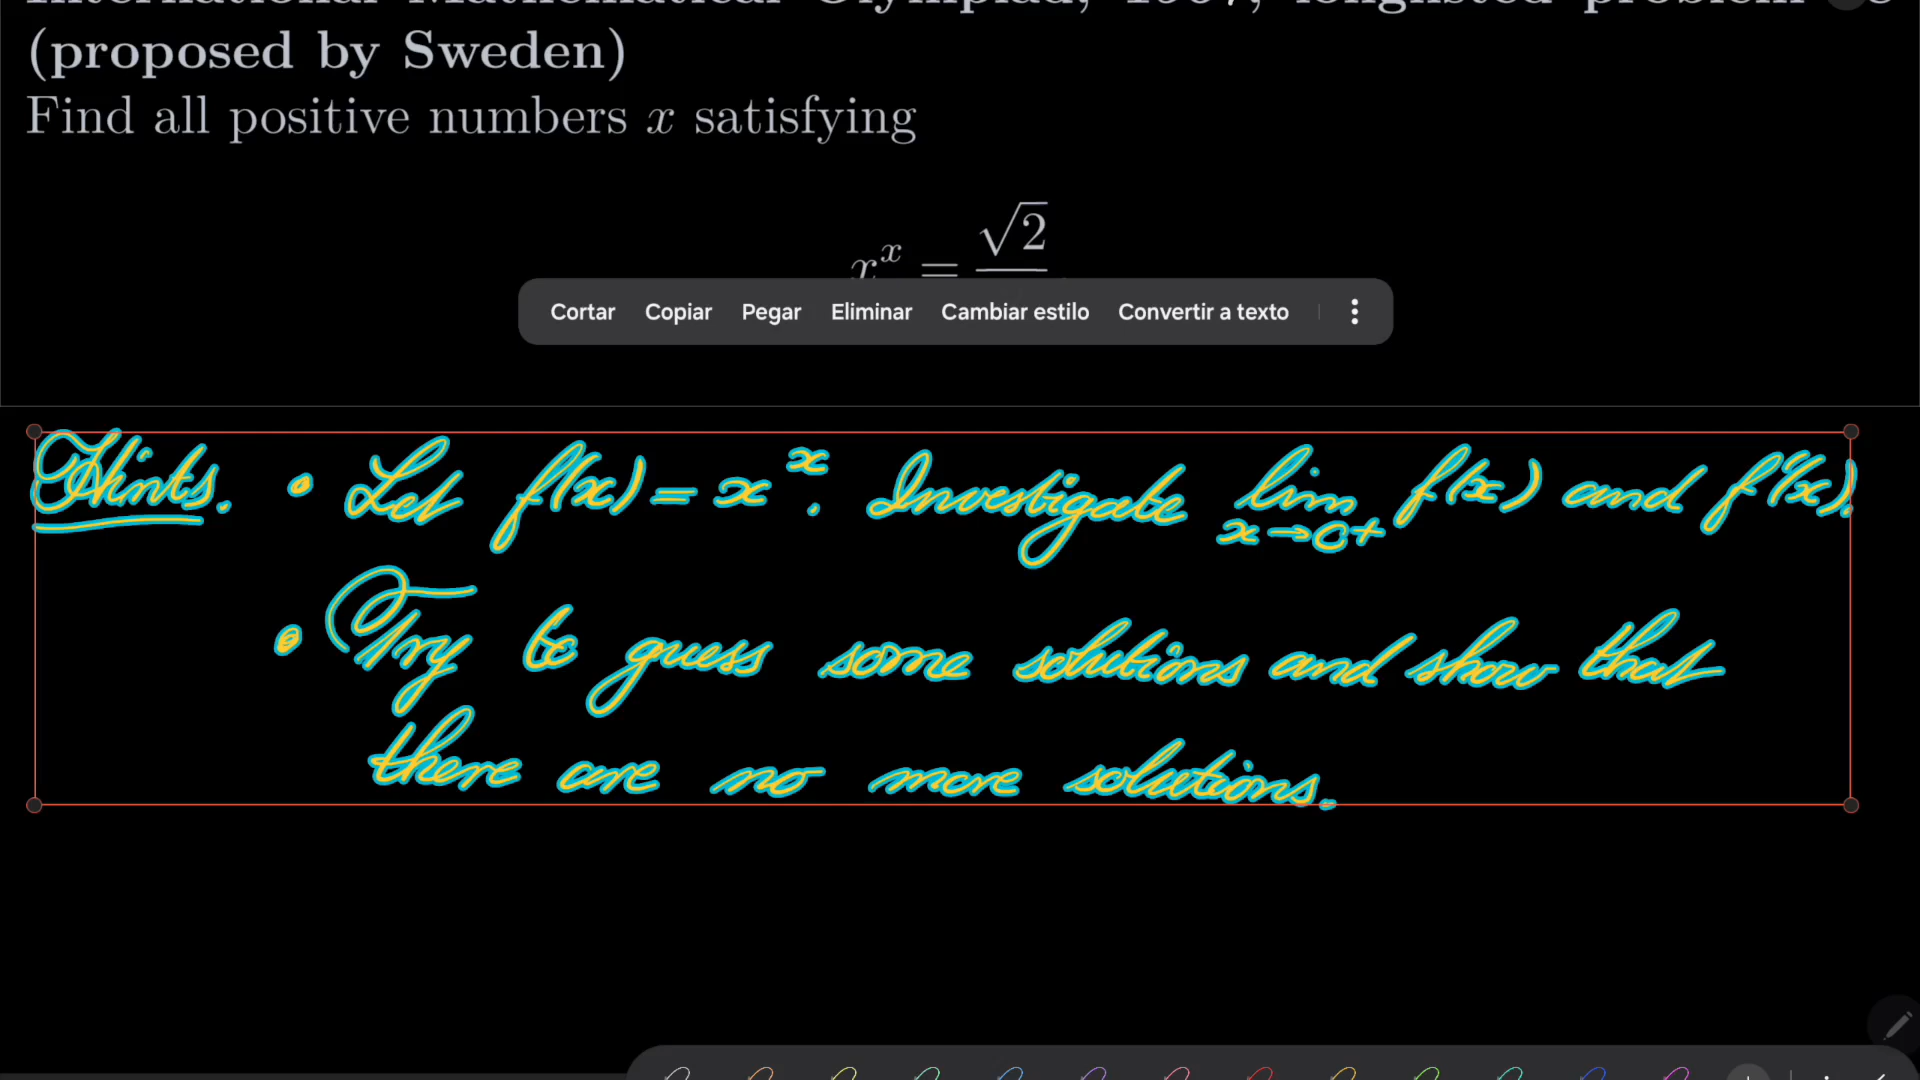 (proposed by Sweden)
Find all positive numbers x satisfying
x^x = √2
Cortar Copiar Pegar Eliminar Cambiar estilo Convertir a texto
Hints. • Let f(x) = x^x. Investigate lim x→0+ f(x) and f'(x).
• Try to guess some solutions and show that
there are no more solutions.